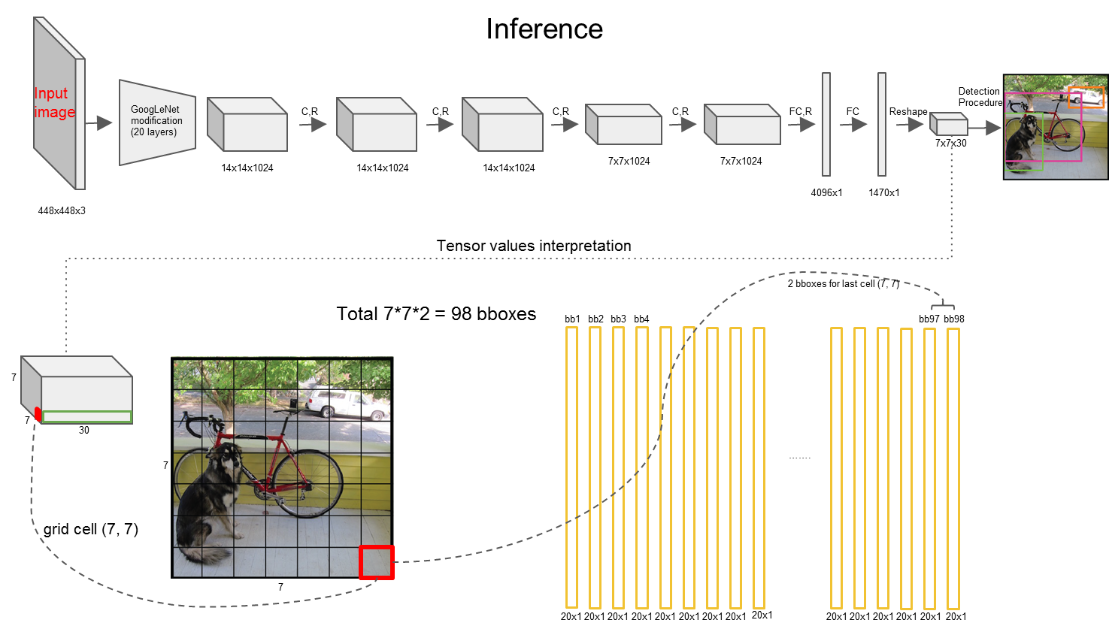 Inference
Input
image
448x448x3
GoogLeNet
modification
(20 layers)
14x14x1024
C,R
14x14x1024
C,R
14x14x1024
C,R
7x7x1024
C,R
7x7x1024
FC,R
4096x1
FC
1470x1
Reshape
7x7x30
Detection
Procedure
Tensor values interpretation
2 bboxes for last cell (7, 7)
Total 7*7*2 = 98 bboxes
bb1 bb2 bb3 bb4 bb97 bb98
7
7
30
7
7
grid cell (7, 7)
.......
20x1 20x1 20x1 20x1 20x1 20x1 20x1 20x1 20x1 20x1 20x1 20x1 20x1 20x1 20x1